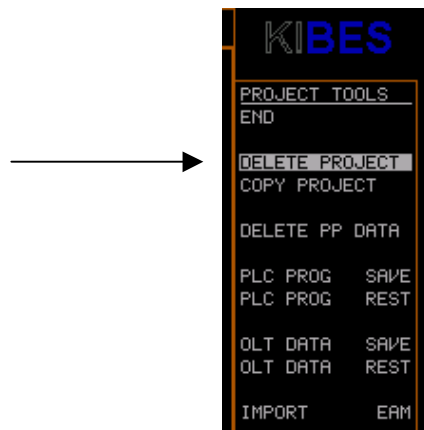 KIBES
PROJECT TOOLS
END
DELETE PROJECT
COPY PROJECT
DELETE PP DATA
PLC PROG SAVE
PLC PROG REST
OLT DATA SAVE
OLT DATA REST
IMPORT EAM